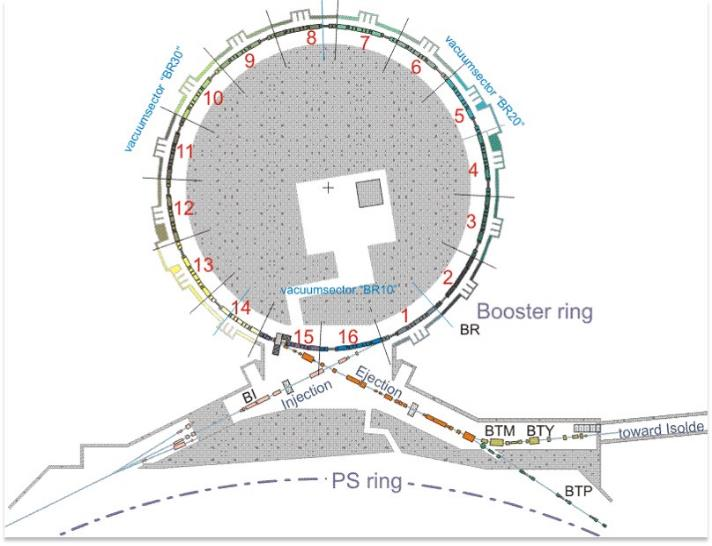 8
7
9
6
vacuumsector "BR30"
vacuumsector "BR20"
10
5
11
4
12
3
13
2
vacuumsector "BR10"
14
1
Booster ring
BR
15
16
BI
Injection
Ejection
BTM
BTY
toward Isolde
PS ring
BTP